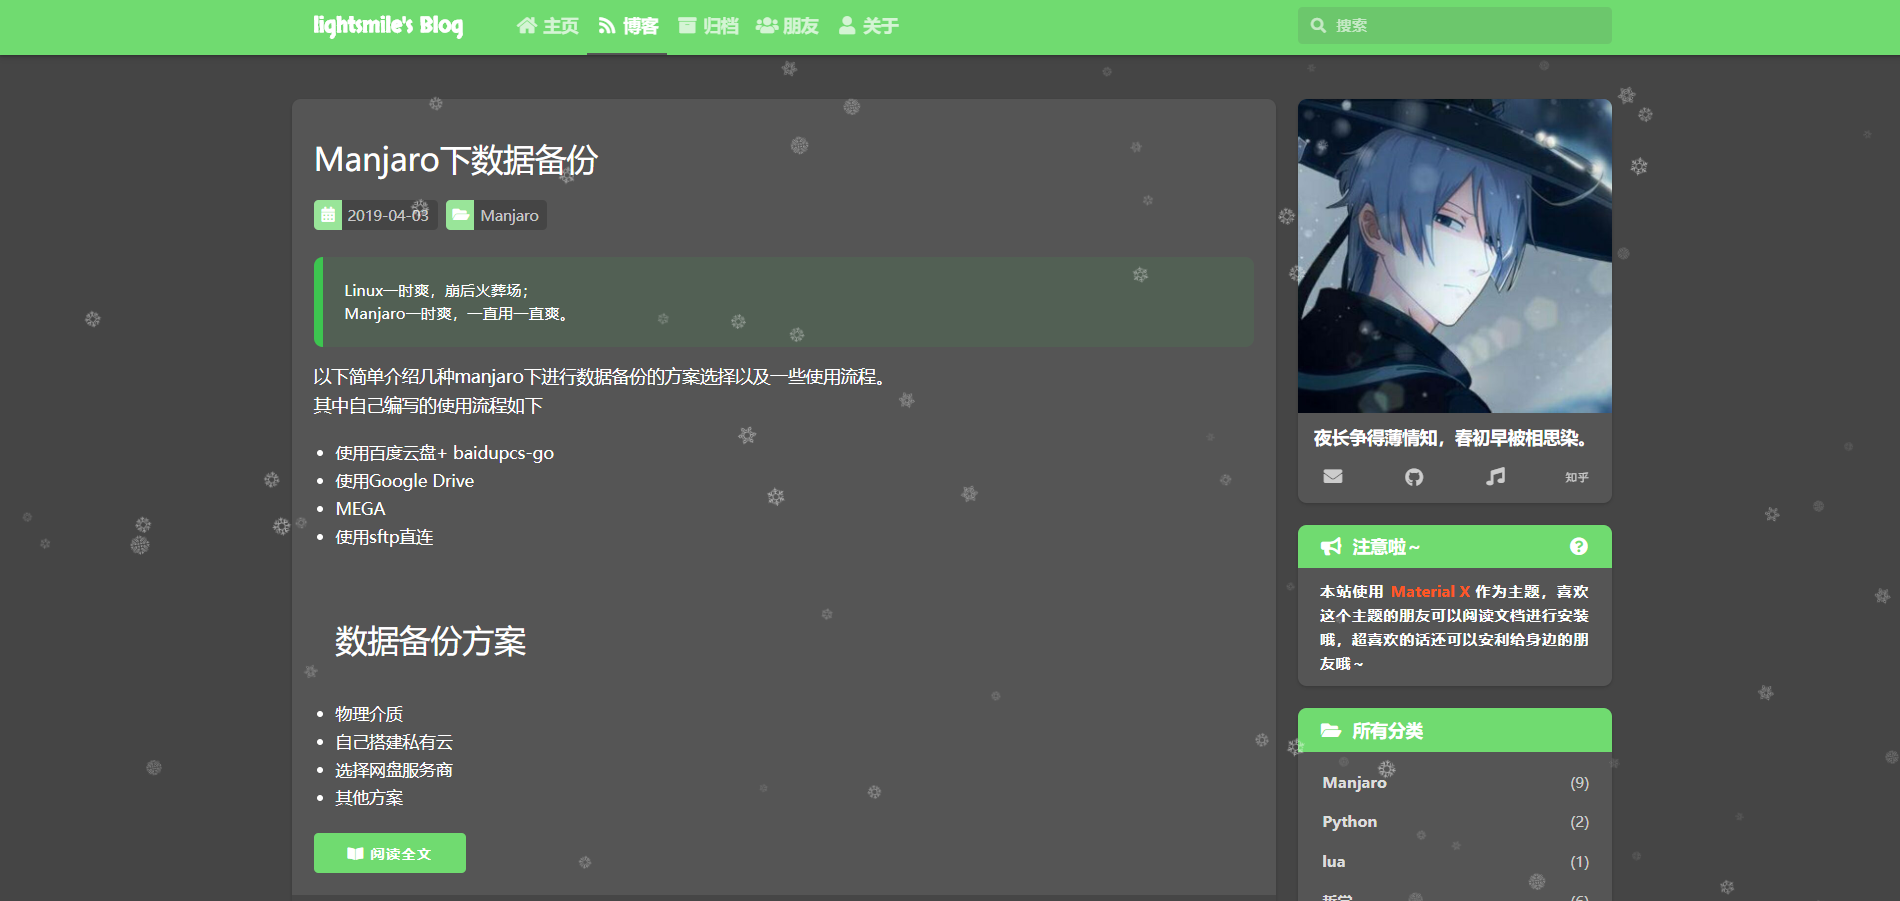 lightsmile's Blog
主页
博客
归档
朋友
关于
搜索
Manjaro下数据备份
2019-04-03
Manjaro
Linux一时爽，崩后火葬场；
Manjaro一时爽，一直用一直爽。
以下简单介绍几种manjaro下进行数据备份的方案选择以及一些使用流程。
其中自己编写的使用流程如下
• 使用百度云盘+ baidupcs-go
• 使用Google Drive
• MEGA
• 使用sftp直连
数据备份方案
• 物理介质
• 自己搭建私有云
• 选择网盘服务商
• 其他方案
阅读全文
夜长争得薄情知，春初早被相思染。
知乎
注意啦~
本站使用 Material X 作为主题，喜欢
这个主题的朋友可以阅读文档进行安装
哦，超喜欢的话还可以安利给身边的朋
友哦~
所有分类
Manjaro (9)
Python (2)
lua (1)
哲学 (6)